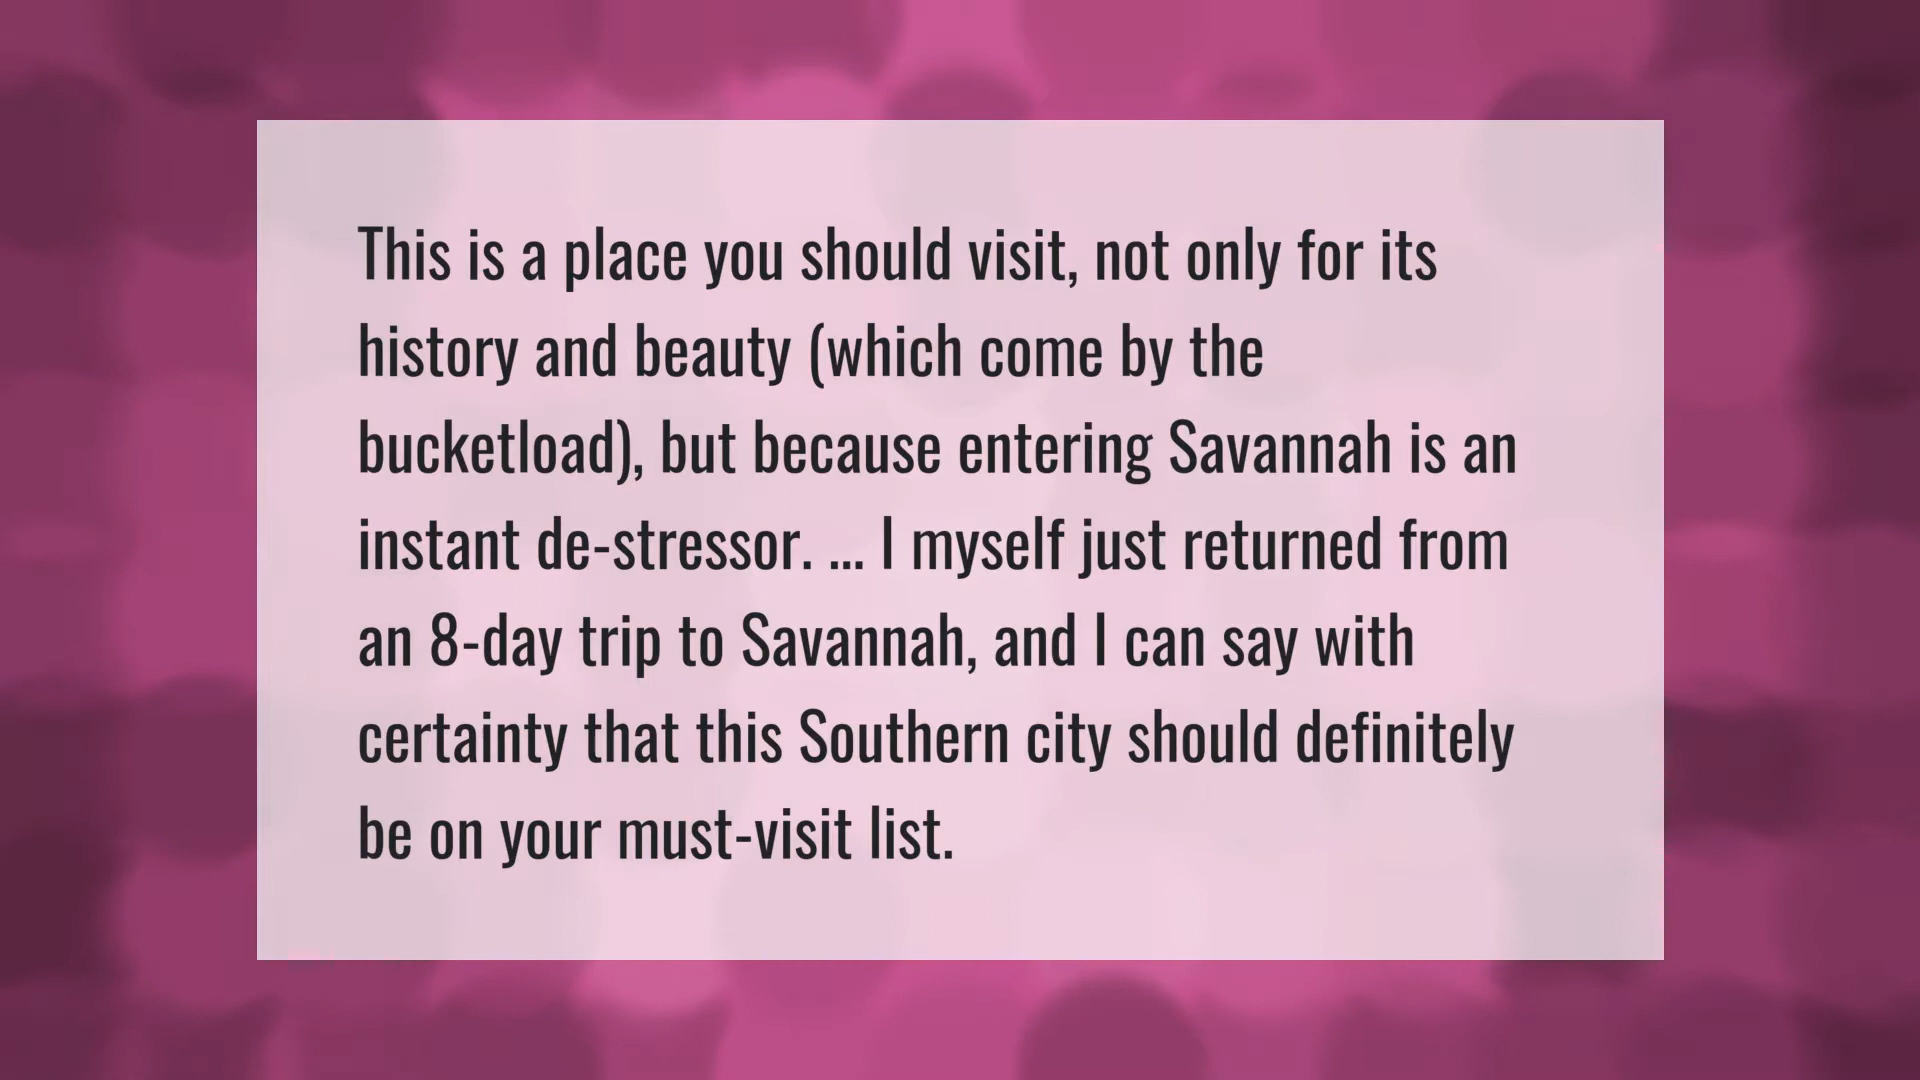 This is a place you should visit, not only for its
history and beauty (which come by the
bucketload), but because entering Savannah is an
instant de-stressor. ... I myself just returned from
an 8-day trip to Savannah, and I can say with
certainty that this Southern city should definitely
be on your must-visit list.